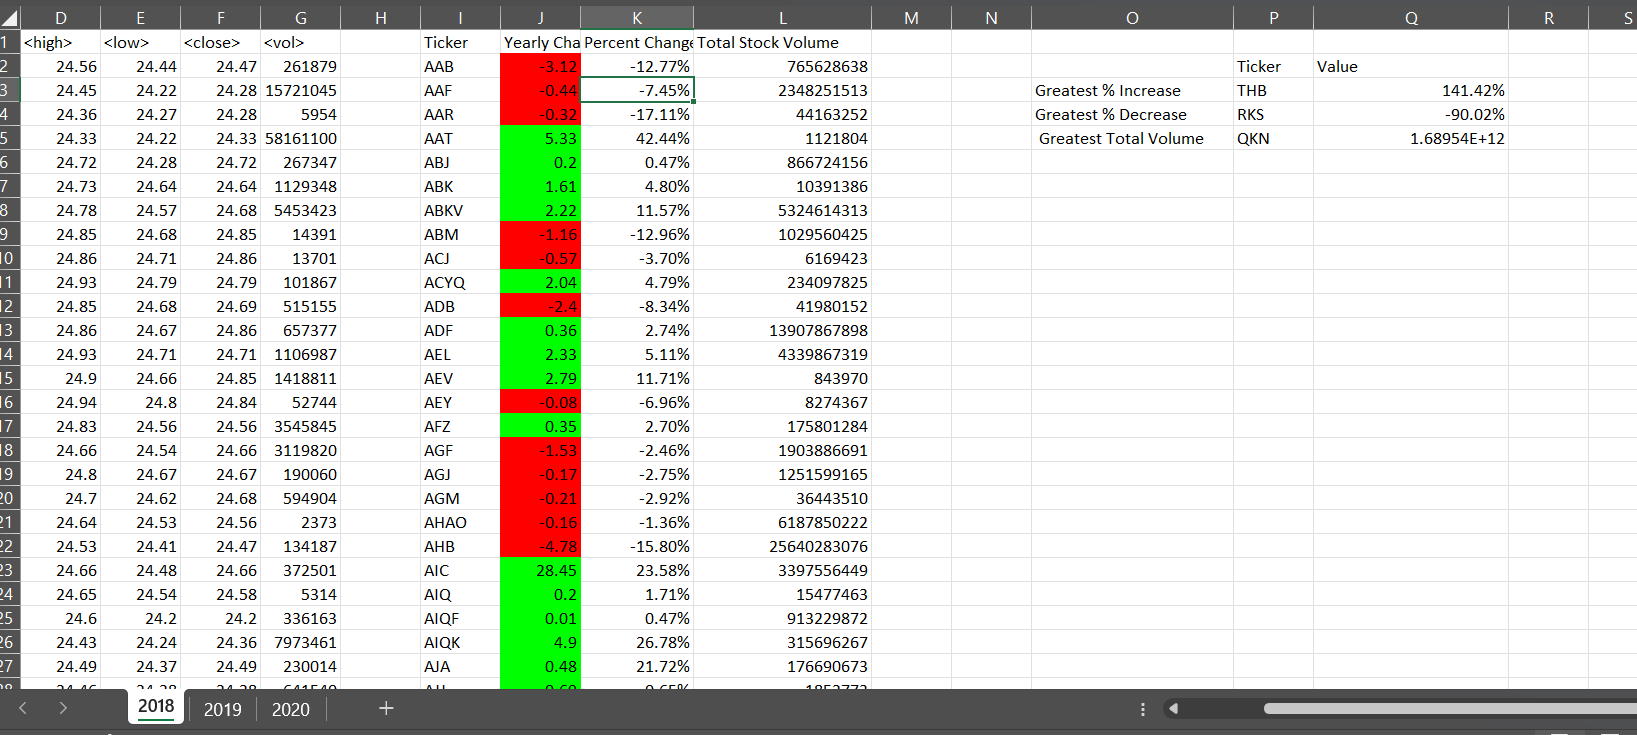 D E F G H I J K L M N O P Q R S
1 <high> <low> <close> <vol> Ticker Yearly Cha Percent Change Total Stock Volume
2 24.56 24.44 24.47 261879 AAB -3.12 -12.77% 765628638 Ticker Value
3 24.45 24.22 24.28 15721045 AAF -0.44 -7.45% 2348251513 Greatest % Increase THB 141.42%
4 24.36 24.27 24.28 5954 AAR -0.32 -17.11% 44163252 Greatest % Decrease RKS -90.02%
5 24.33 24.22 24.33 58161100 AAT 5.33 42.44% 1121804 Greatest Total Volume QKN 1.68954E+12
6 24.72 24.28 24.72 267347 ABJ 0.2 0.47% 866724156
7 24.73 24.64 24.64 1129348 ABK 1.61 4.80% 10391386
8 24.78 24.57 24.68 5453423 ABKV 2.22 11.57% 5324614313
9 24.85 24.68 24.85 14391 ABM -1.16 -12.96% 1029560425
10 24.86 24.71 24.86 13701 ACJ -0.57 -3.70% 6169423
11 24.93 24.79 24.79 101867 ACYQ 2.04 4.79% 234097825
12 24.85 24.68 24.69 515155 ADB -2.4 -8.34% 41980152
13 24.86 24.67 24.86 657377 ADF 0.36 2.74% 13907867898
14 24.93 24.71 24.71 1106987 AEL 2.33 5.11% 4339867319
15 24.9 24.66 24.85 1418811 AEV 2.79 11.71% 843970
16 24.94 24.8 24.84 52744 AEY -0.08 -6.96% 8274367
17 24.83 24.56 24.56 3545845 AFZ 0.35 2.70% 175801284
18 24.66 24.54 24.66 3119820 AGF -1.53 -2.46% 1903886691
19 24.8 24.67 24.67 190060 AGJ -0.17 -2.75% 1251599165
20 24.7 24.62 24.68 594904 AGM -0.21 -2.92% 36443510
21 24.64 24.53 24.56 2373 AHAO -0.16 -1.36% 6187850222
22 24.53 24.41 24.47 134187 AHB -4.78 -15.80% 25640283076
23 24.66 24.48 24.66 372501 AIC 28.45 23.58% 3397556449
24 24.65 24.54 24.58 5314 AIQ 0.2 1.71% 15477463
25 24.6 24.2 24.2 336163 AIQF 0.01 0.47% 913229872
26 24.43 24.24 24.36 7973461 AIQK 4.9 26.78% 315696267
27 24.49 24.37 24.49 230014 AJA 0.48 21.72% 176690673
2018 2019 2020 +